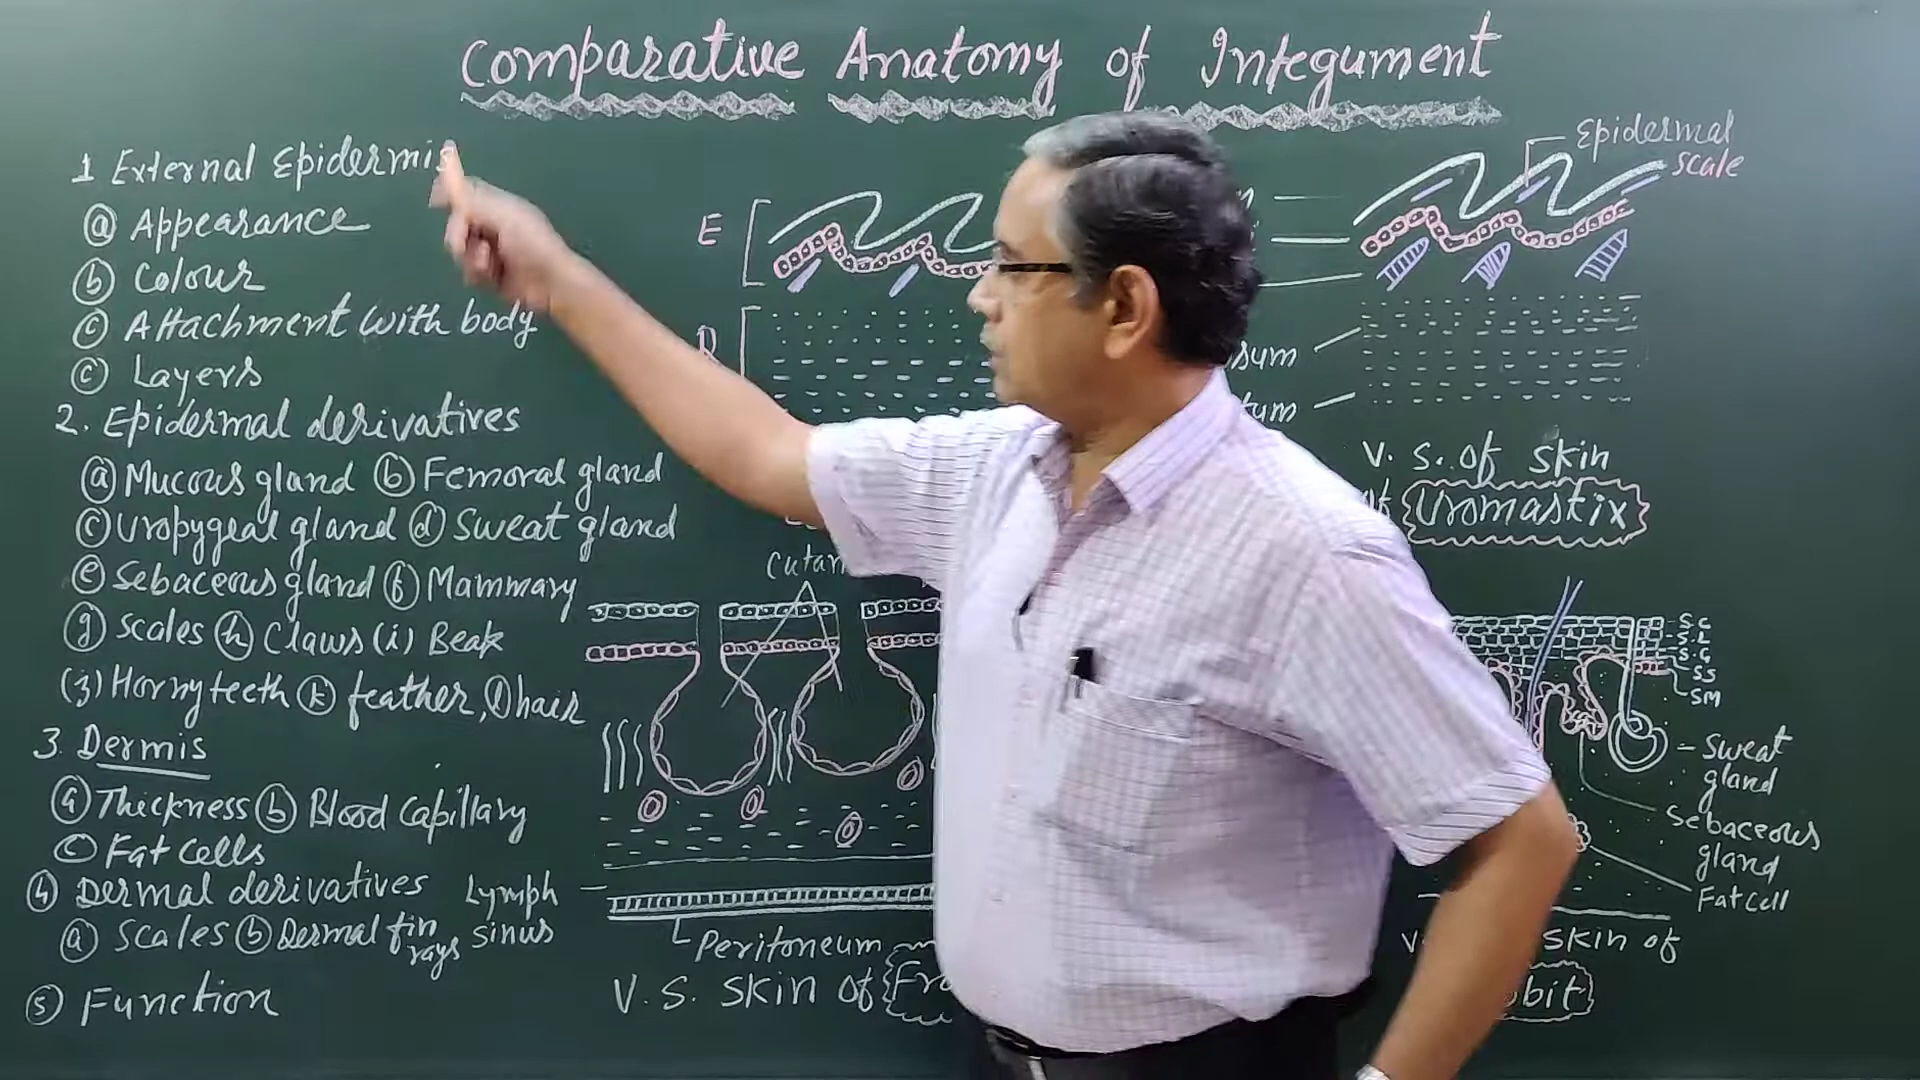 Comparative Anatomy of Integument
1 External Epidermis
(a) Appearance
(b) Colour
(c) Attachment with body
(c) Layers
2. Epidermal derivatives
(a) Mucous gland (b) Femoral gland
(c) Uropygeal gland (d) Sweat gland
(e) Sebaceous gland (f) Mammary
(g) Scales (h) Claws (i) Beak
(j) Horny teeth (k) feather, (l) hair
3. Dermis
(a) Thickness (b) Blood Capillary
(c) Fat cells
(4) Dermal derivatives
(a) Scales (b) Dermal fin rays
(5) Function
E
D
Epidermal
scale
V. S. of skin
of Uromastix
Lymph
sinus
Peritoneum
V. S. Skin of
S.C
S.L
S.G
SS
SM
Sweat
gland
Sebaceous
gland
Fat Cell
Skin of